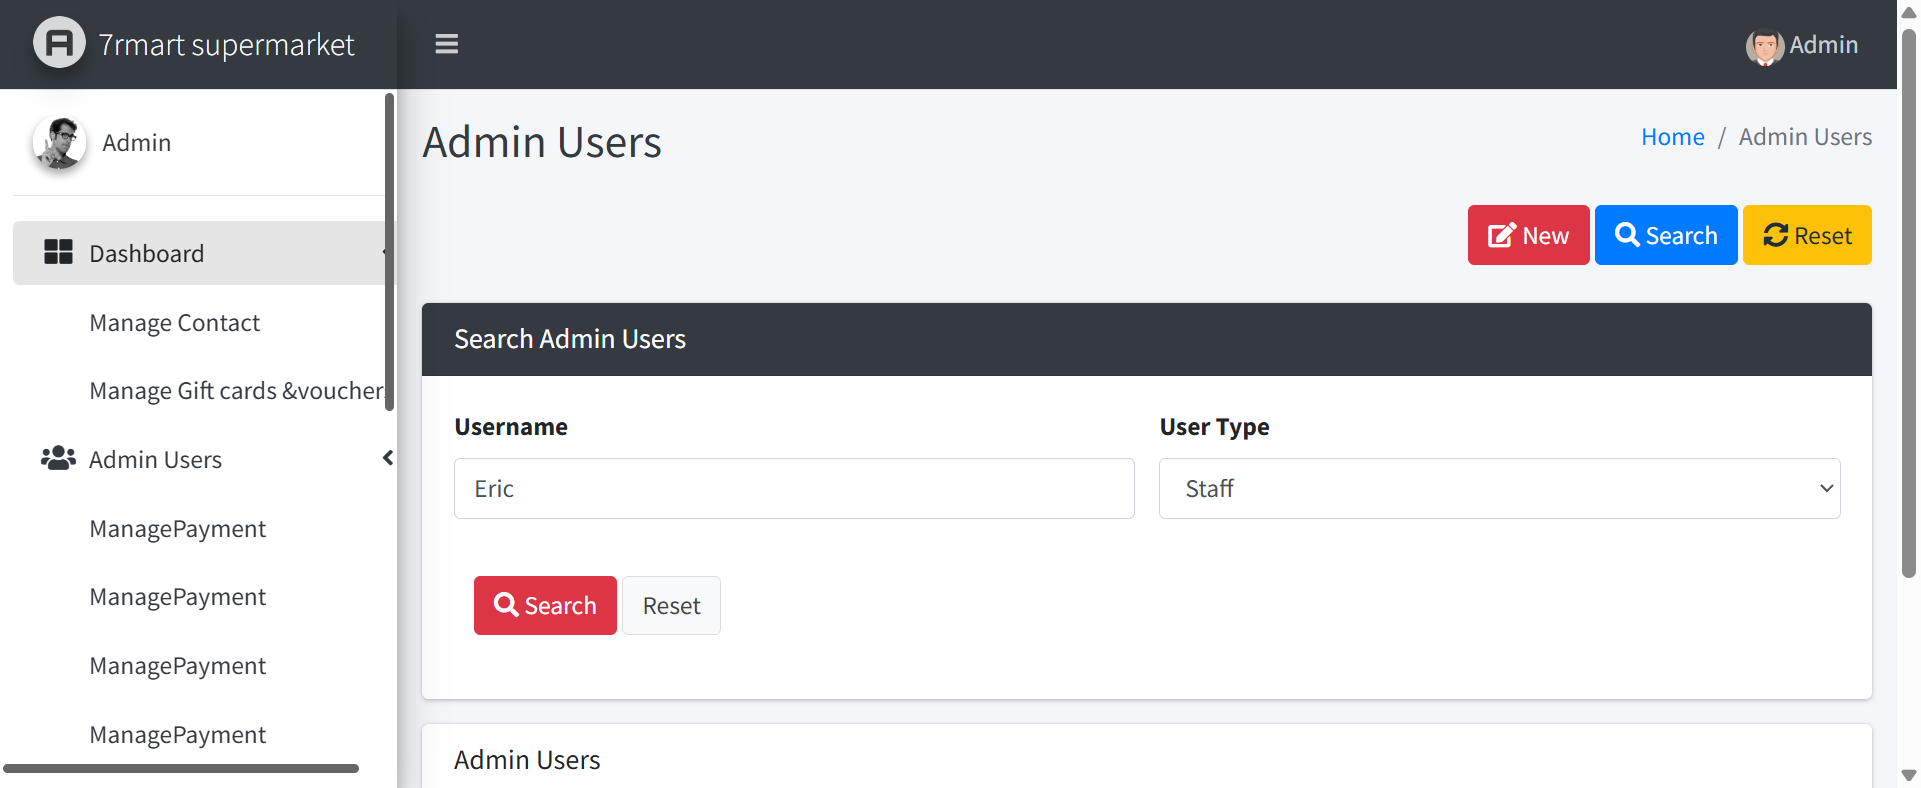 7rmart supermarket
Admin
Admin
Dashboard
Manage Contact
Manage Gift cards &voucher
Admin Users
ManagePayment
ManagePayment
ManagePayment
ManagePayment
Admin Users
Home / Admin Users
New Search Reset
Search Admin Users
Username User Type
Eric Staff
Search Reset
Admin Users